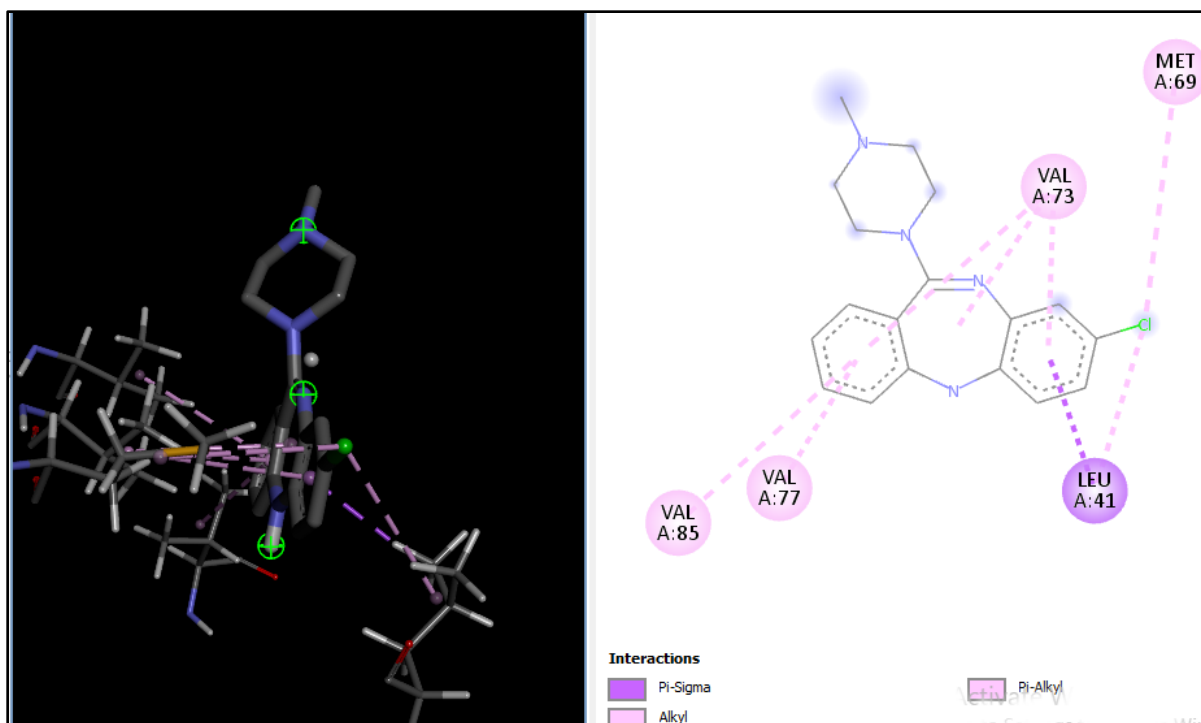 MET
A:69
VAL
A:73
N
N
N
Cl
N
LEU
A:41
VAL
A:77
VAL
A:85
Interactions
Pi-Sigma
Pi-Alkyl
Alkyl